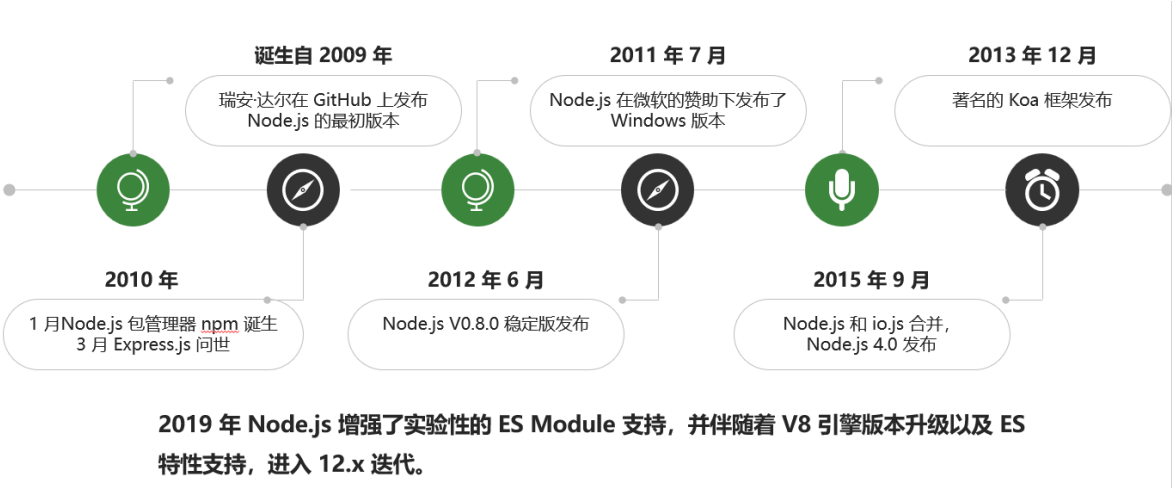 诞生自 2009 年
瑞安·达尔在 GitHub 上发布
Node.js 的最初版本
2010 年
1 月Node.js 包管理器 npm 诞生
3 月 Express.js 问世
2011 年 7 月
Node.js 在微软的赞助下发布了
Windows 版本
2012 年 6 月
Node.js V0.8.0 稳定版发布
2013 年 12 月
著名的 Koa 框架发布
2015 年 9 月
Node.js 和 io.js 合并，
Node.js 4.0 发布
2019 年 Node.js 增强了实验性的 ES Module 支持，并伴随着 V8 引擎版本升级以及 ES
特性支持，进入 12.x 迭代。